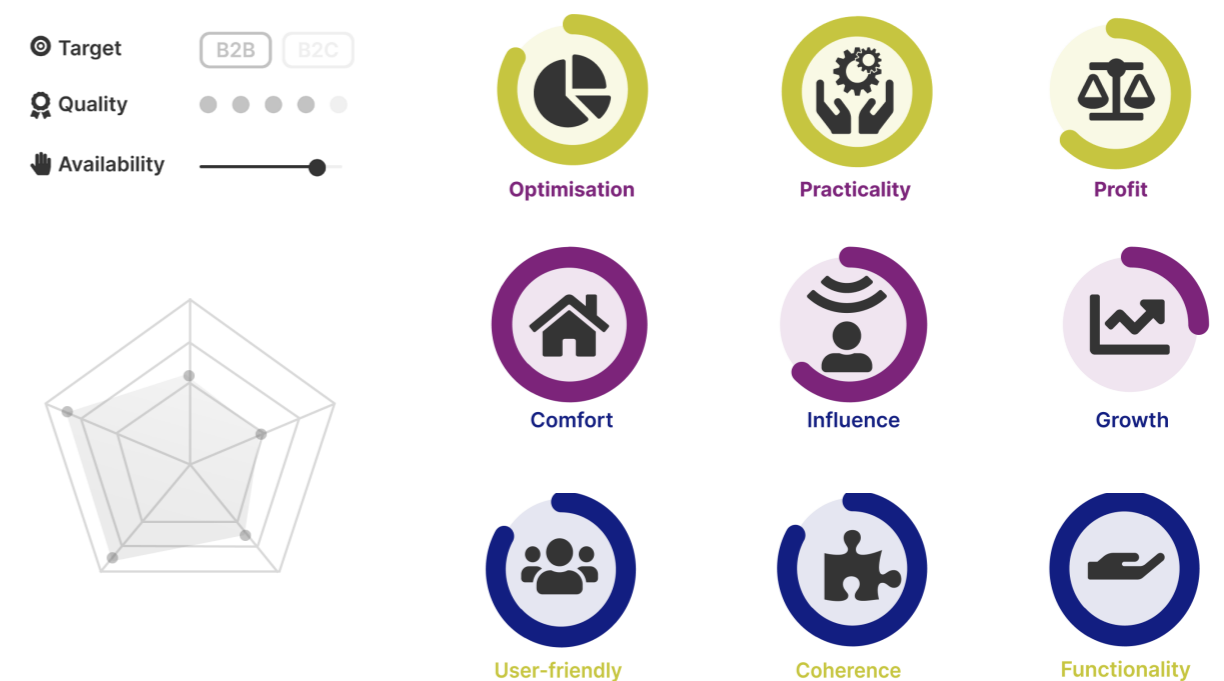 Target
B2B
B2C
Quality
Availability
Optimisation
Practicality
Profit
Comfort
Influence
Growth
User-friendly
Coherence
Functionality